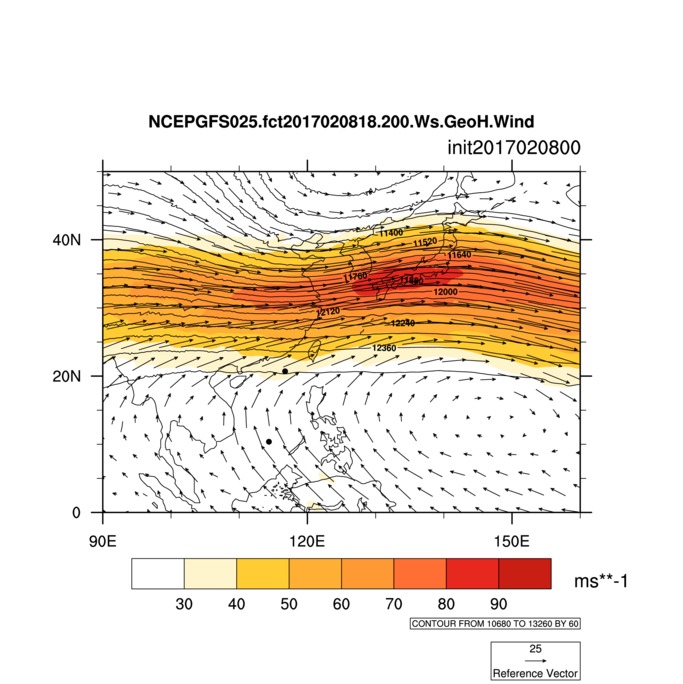 NCEPGFS025.fct2017020818.200.Ws.GeoH.Wind
init2017020800
40N
20N
0
11400
11520
11640
11760
12000
12120
12240
12360
90E 120E 150E
30 40 50 60 70 80 90
ms**-1
CONTOUR FROM 10680 TO 13260 BY 60
25
Reference Vector